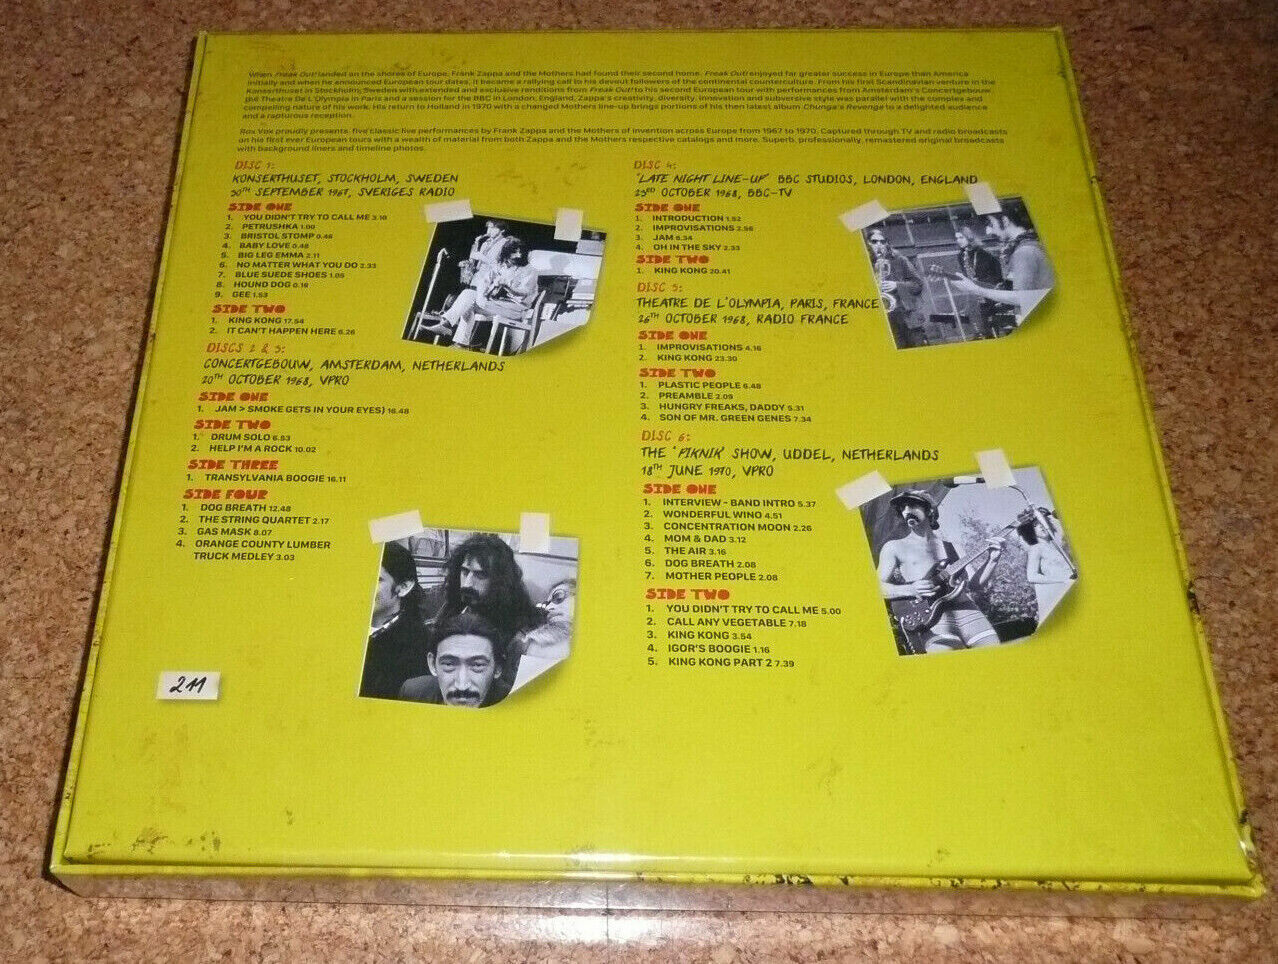 When Freak Out! landed on the shores of Europe, Frank Zappa and the Mothers had found their second home. Freak Out! enjoyed far greater success in Europe than America
initially and when he announced European tour dates, it became a rallying call to his devout followers of the continental counterculture. From his first Scandinavian venture in the
Konserthuset in Stockholm, Sweden with extended and exclusive renditions from Freak Out! to his second European tour with performances from Amsterdam's Concertgebouw,
the Theatre De L'Olympia in Paris and a session for the BBC in London, England, Zappa's creativity, diversity, innovation and subversive style was parallel with the complex and
compelling nature of his work. His return to Holland in 1970 with a changed Mothers line-up brings portions of his then latest album Chunga's Revenge to a delighted audience
and a rapturous reception.
Rox Vox proudly presents, five classic live performances by Frank Zappa and the Mothers of invention across Europe from 1967 to 1970. Captured through TV and radio broadcasts
on his first ever European tours with a wealth of material from both Zappa and the Mothers respective catalogs and more. Superb, professionally, remastered original broadcasts
with background liners and timeline photos.
DISC 1:
KONSERTHUSET, STOCKHOLM, SWEDEN
30TH SEPTEMBER 1967, SVERIGES RADIO
SIDE ONE
1. YOU DIDN'T TRY TO CALL ME 3.10
2. PETRUSHKA 1.00
3. BRISTOL STOMP 0.46
4. BABY LOVE 0.48
5. BIG LEG EMMA 2.11
6. NO MATTER WHAT YOU DO 2.33
7. BLUE SUEDE SHOES 1.05
8. HOUND DOG 0.16
9. GEE 1.53
SIDE TWO
1. KING KONG 17.54
2. IT CAN'T HAPPEN HERE 6.26
DISCS 2 & 3:
CONCERTGEBOUW, AMSTERDAM, NETHERLANDS
20TH OCTOBER 1968, VPRO
SIDE ONE
1. JAM > SMOKE GETS IN YOUR EYES) 16.48
SIDE TWO
1. DRUM SOLO 6.53
2. HELP I'M A ROCK 10.02
SIDE THREE
1. TRANSYLVANIA BOOGIE 16.11
SIDE FOUR
1. DOG BREATH 12.48
2. THE STRING QUARTET 2.17
3. GAS MASK 8.07
4. ORANGE COUNTY LUMBER
TRUCK MEDLEY 3.03
211
DISC 4:
'LATE NIGHT LINE-UP' BBC STUDIOS, LONDON, ENGLAND
23RD OCTOBER 1968, BBC-TV
SIDE ONE
1. INTRODUCTION 1.52
2. IMPROVISATIONS 2.56
3. JAM 5.34
4. OH IN THE SKY 2.33
SIDE TWO
1. KING KONG 20.41
DISC 5:
THEATRE DE L'OLYMPIA, PARIS, FRANCE
26TH OCTOBER 1968, RADIO FRANCE
SIDE ONE
1. IMPROVISATIONS 4.16
2. KING KONG 23.30
SIDE TWO
1. PLASTIC PEOPLE 6.48
2. PREAMBLE 2.09
3. HUNGRY FREAKS, DADDY 5.31
4. SON OF MR. GREEN GENES 7.34
DISC 6:
THE 'PIKNIK' SHOW, UDDEL, NETHERLANDS
18TH JUNE 1970, VPRO
SIDE ONE
1. INTERVIEW - BAND INTRO 5.37
2. WONDERFUL WINO 4.51
3. CONCENTRATION MOON 2.26
4. MOM & DAD 3.12
5. THE AIR 3.16
6. DOG BREATH 2.08
7. MOTHER PEOPLE 2.08
SIDE TWO
1. YOU DIDN'T TRY TO CALL ME 5.00
2. CALL ANY VEGETABLE 7.18
3. KING KONG 3.54
4. IGOR'S BOOGIE 1.16
5. KING KONG PART 2 7.39